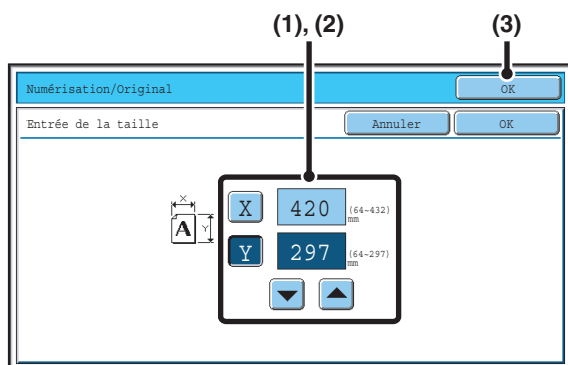 (1), (2) (3)
Numérisation/Original OK
Entrée de la taille Annuler OK
X
A Y
X 420 (64~432)
mm
Y 297 (64~297)
mm